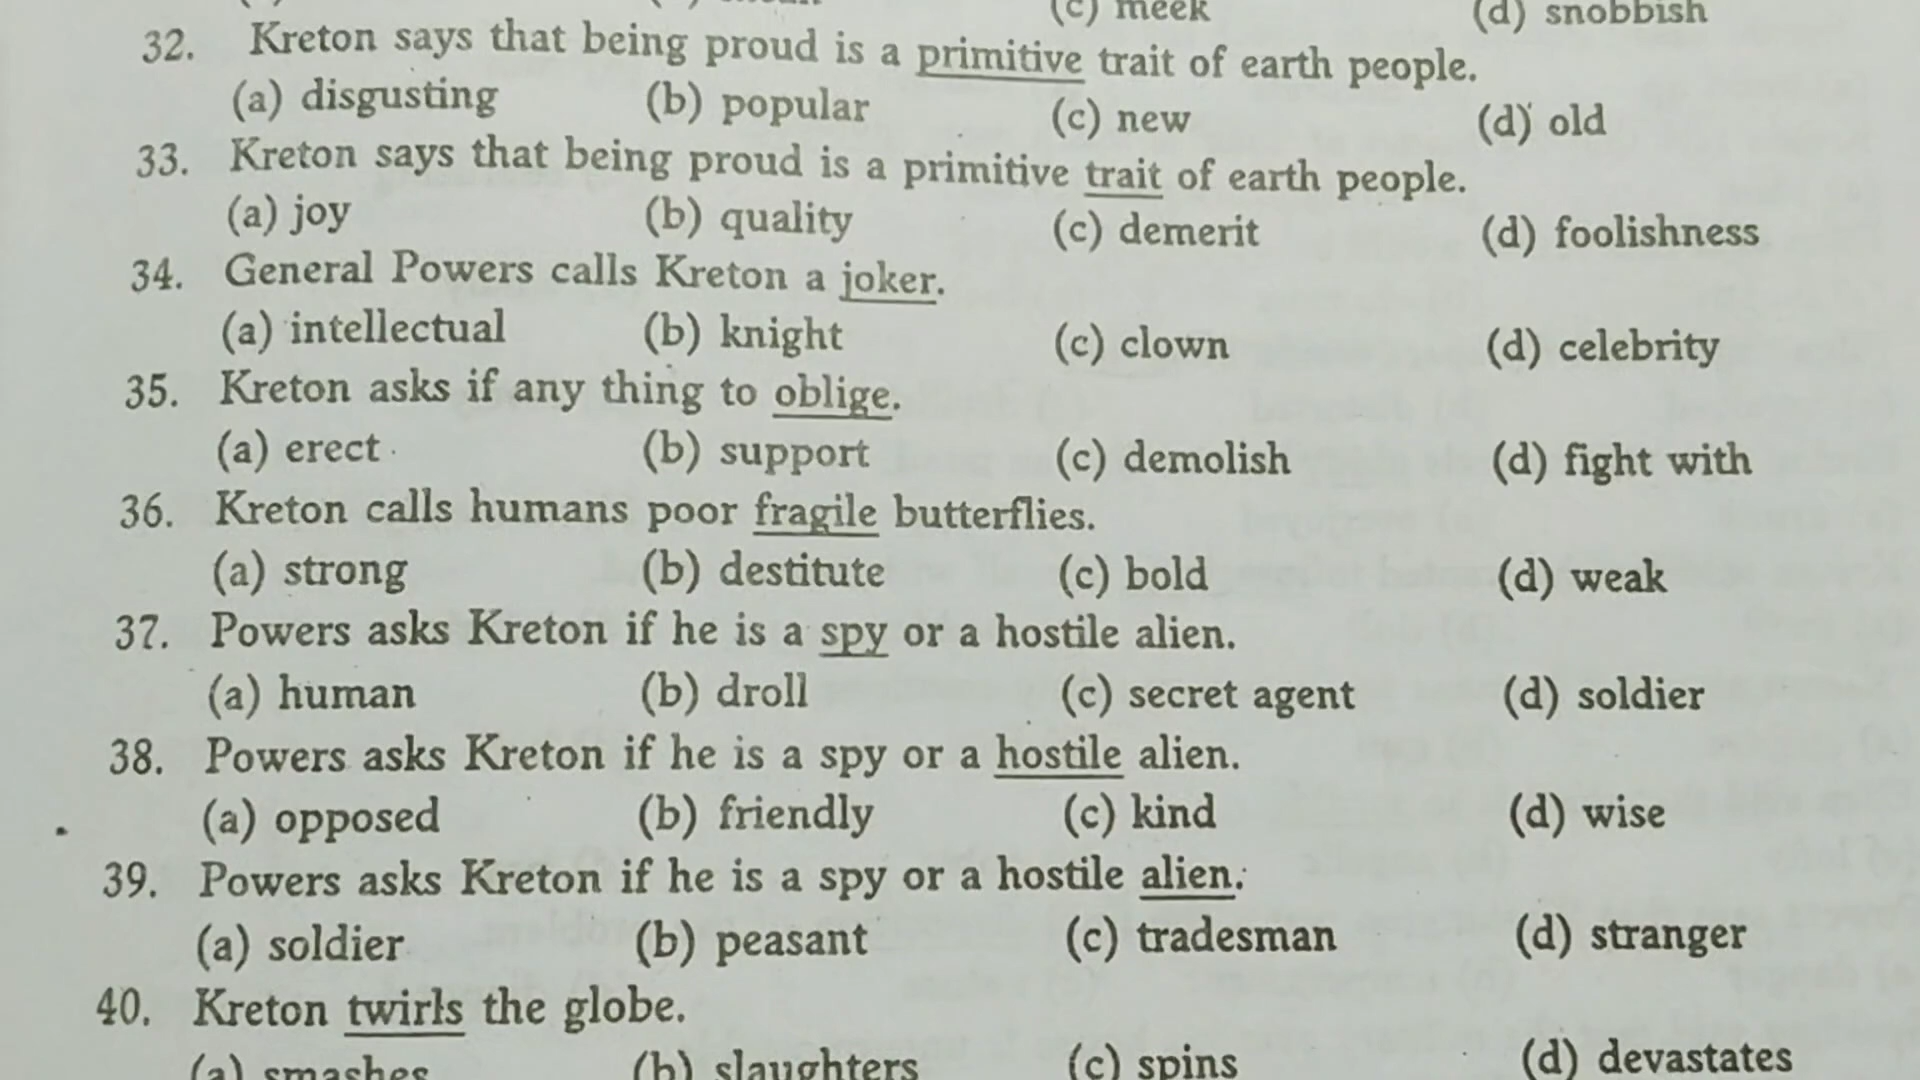 (c) meek (d) snobbish
32. Kreton says that being proud is a primitive trait of earth people.
(a) disgusting (b) popular (c) new (d) old
33. Kreton says that being proud is a primitive trait of earth people.
(a) joy (b) quality (c) demerit (d) foolishness
34. General Powers calls Kreton a joker.
(a) intellectual (b) knight (c) clown (d) celebrity
35. Kreton asks if any thing to oblige.
(a) erect (b) support (c) demolish (d) fight with
36. Kreton calls humans poor fragile butterflies.
(a) strong (b) destitute (c) bold (d) weak
37. Powers asks Kreton if he is a spy or a hostile alien.
(a) human (b) droll (c) secret agent (d) soldier
38. Powers asks Kreton if he is a spy or a hostile alien.
(a) opposed (b) friendly (c) kind (d) wise
39. Powers asks Kreton if he is a spy or a hostile alien.
(a) soldier (b) peasant (c) tradesman (d) stranger
40. Kreton twirls the globe.
(a) smashes (b) slaughters (c) spins (d) devastates